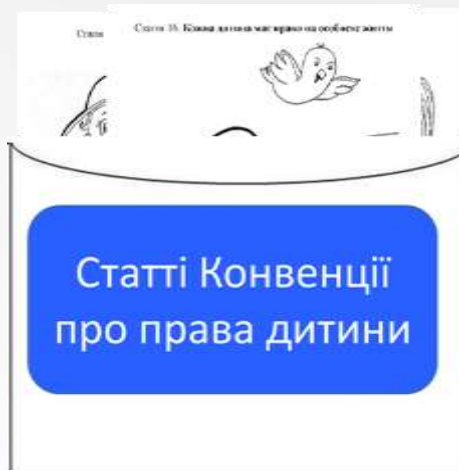 Стаття 16. Кожна дитина має право на особисте життя
Статті Конвенції
про права дитини